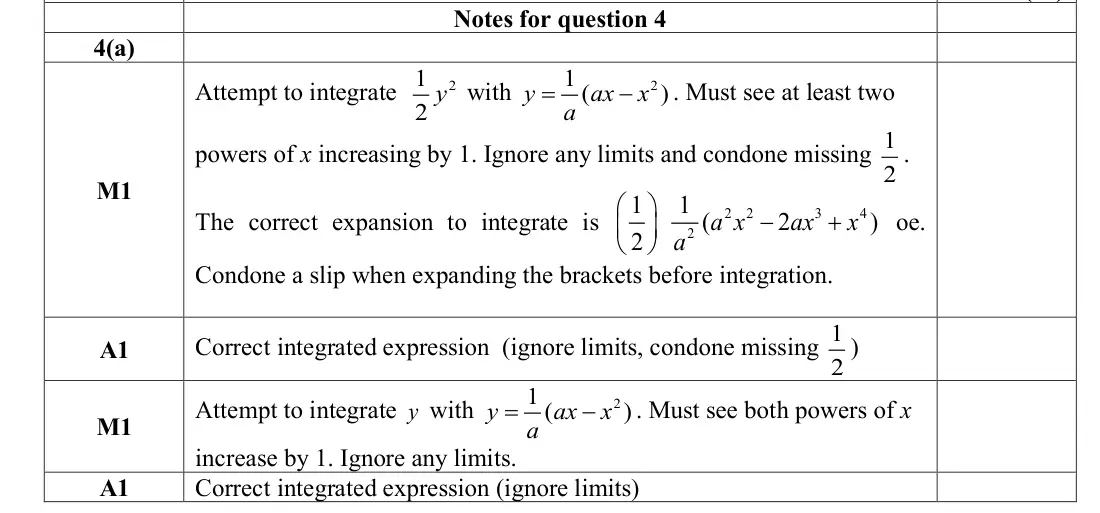 Notes for question 4
4(a)
M1
Attempt to integrate 1/2 y² with y = 1/a (ax − x²). Must see at least two
powers of x increasing by 1. Ignore any limits and condone missing 1/2.
The correct expansion to integrate is (1/2) 1/a² (a²x² − 2ax³ + x⁴) oe.
Condone a slip when expanding the brackets before integration.
A1
Correct integrated expression (ignore limits, condone missing 1/2)
M1
Attempt to integrate y with y = 1/a (ax − x²). Must see both powers of x
increase by 1. Ignore any limits.
A1
Correct integrated expression (ignore limits)